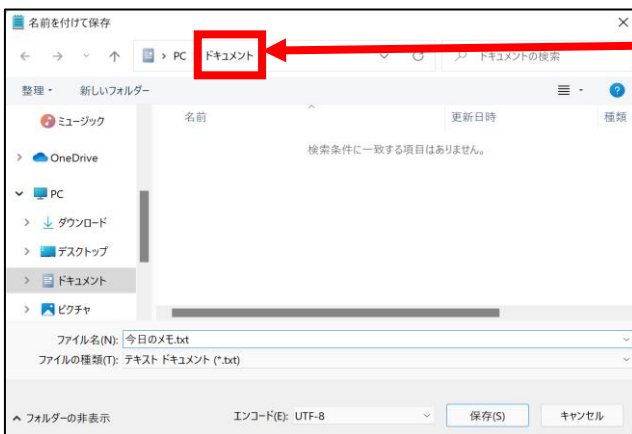 名前を付けて保存
PC ドキュメント
ドキュメントの検索
整理 新しいフォルダー
名前 更新日時 種類
検索条件に一致する項目はありません。
ミュージック
OneDrive
PC
ダウンロード
デスクトップ
ドキュメント
ピクチャ
ファイル名(N): 今日のメモ.txt
ファイルの種類(T): テキスト ドキュメント (*.txt)
フォルダーの非表示
エンコード(E): UTF-8
保存(S) キャンセル